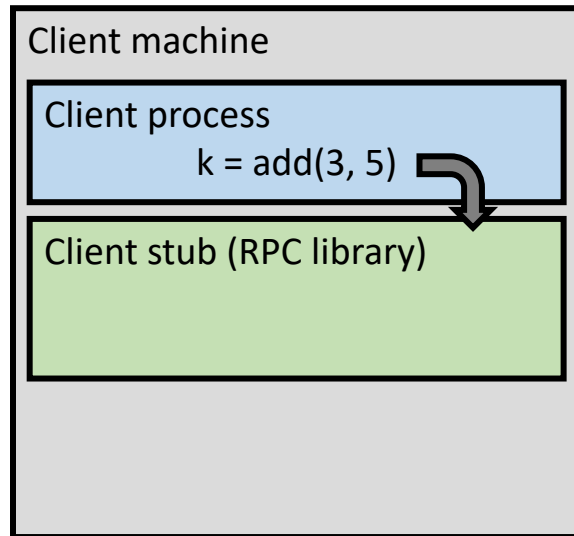 Client machine
Client process
k = add(3, 5)
Client stub (RPC library)